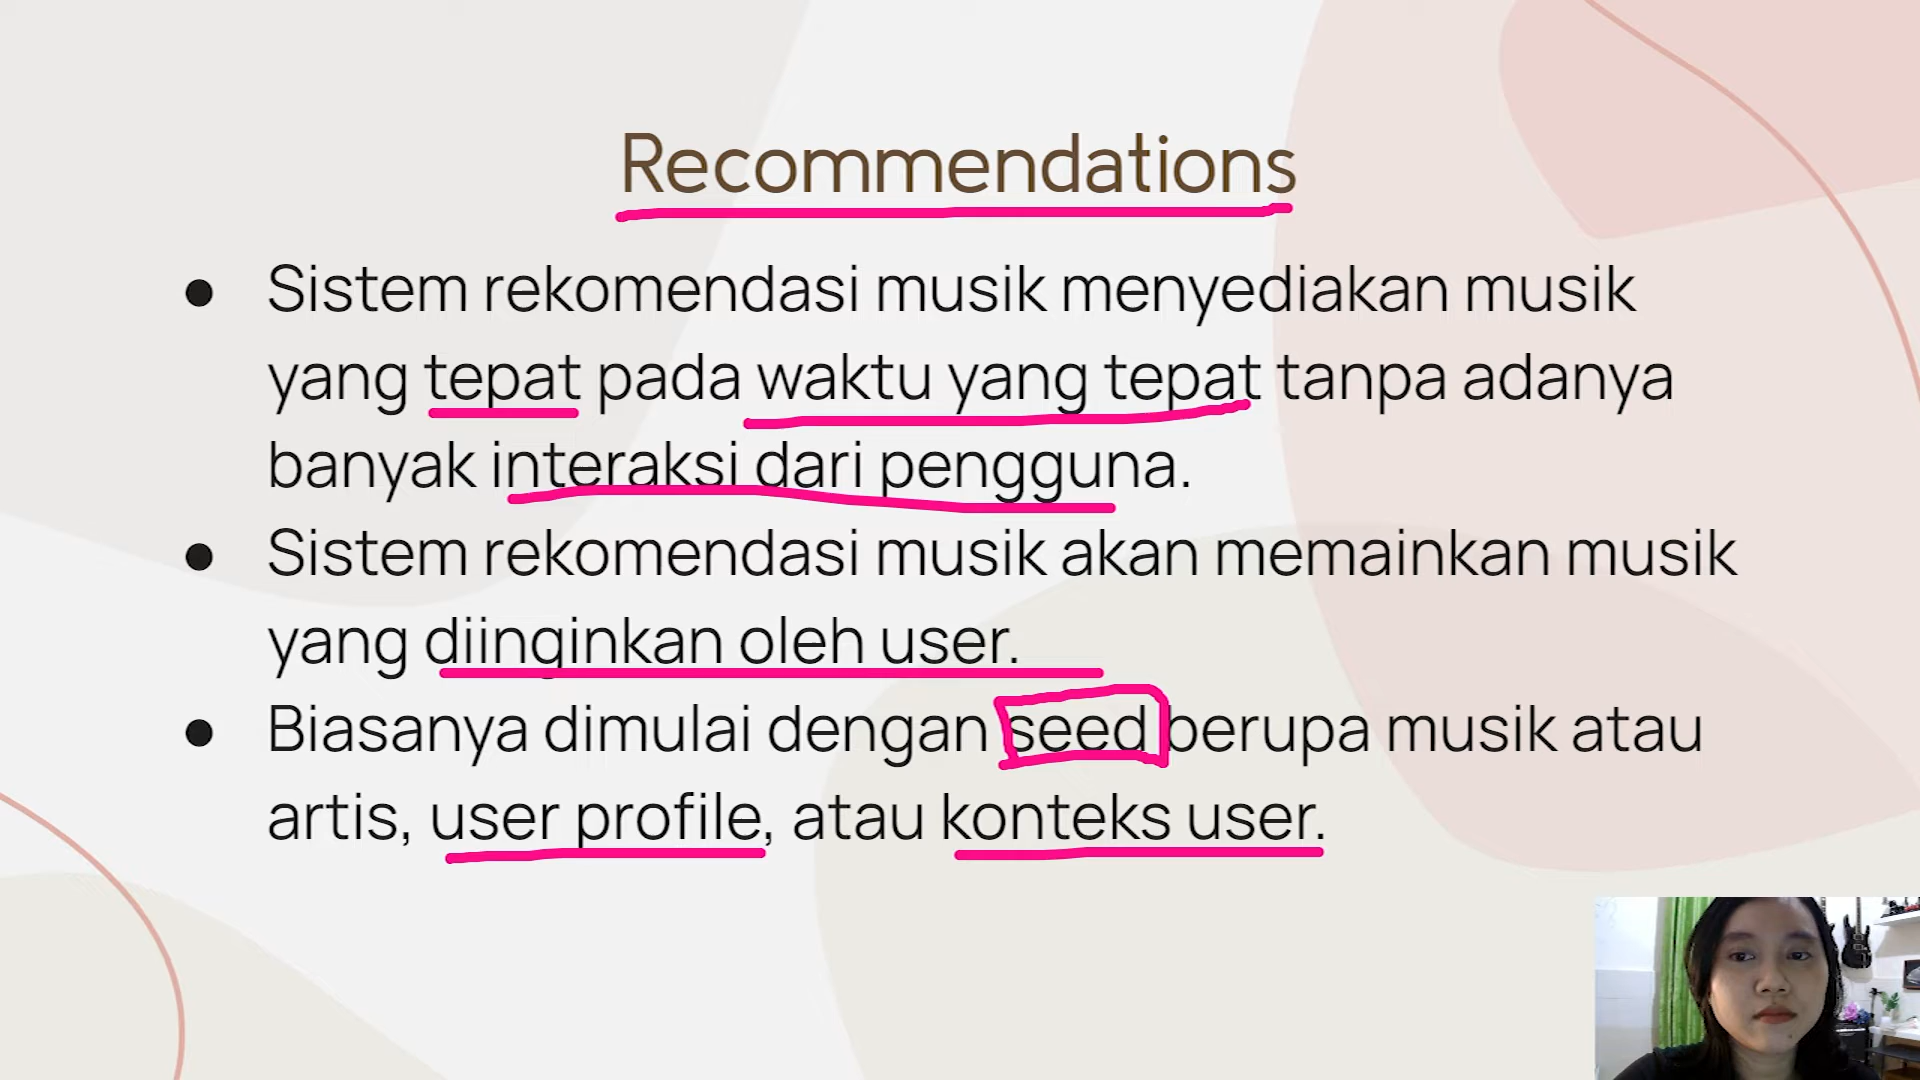 Recommendations
● Sistem rekomendasi musik menyediakan musik
yang tepat pada waktu yang tepat tanpa adanya
banyak interaksi dari pengguna.
● Sistem rekomendasi musik akan memainkan musik
yang diinginkan oleh user.
● Biasanya dimulai dengan seed berupa musik atau
artis, user profile, atau konteks user.